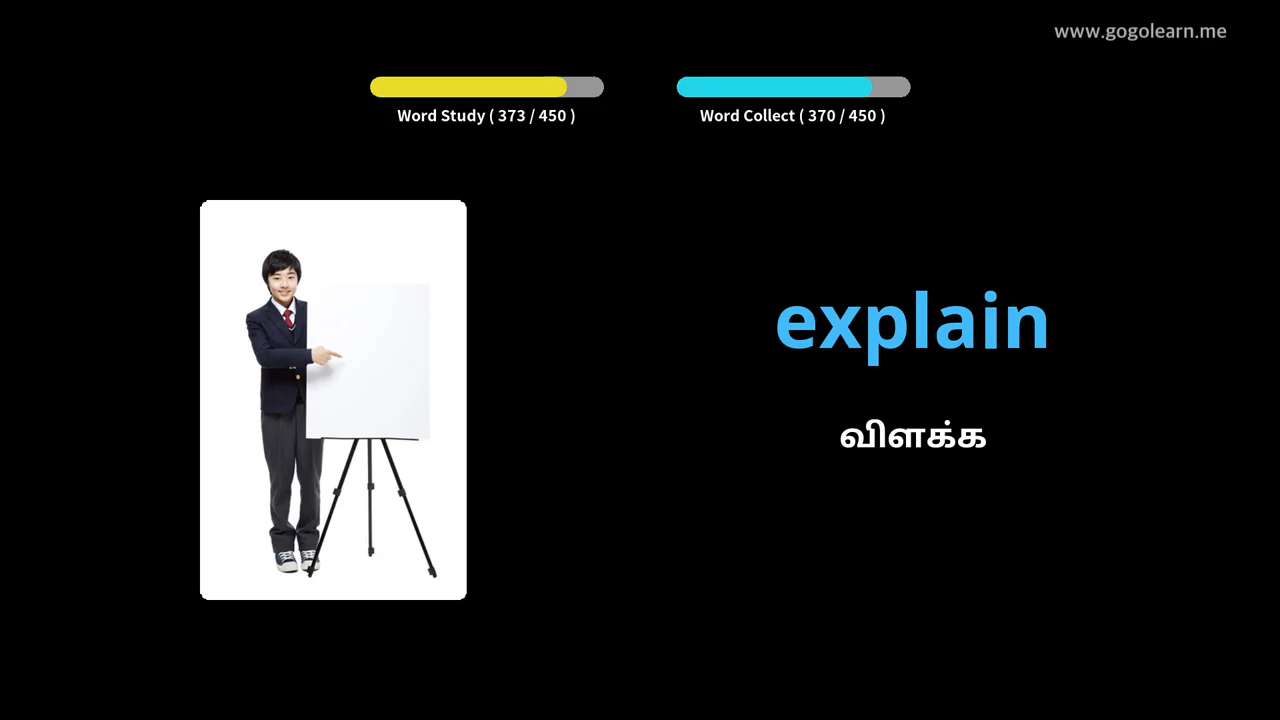 www.gogolearn.me
Word Study ( 373 / 450 )
Word Collect ( 370 / 450 )
explain
விளக்க